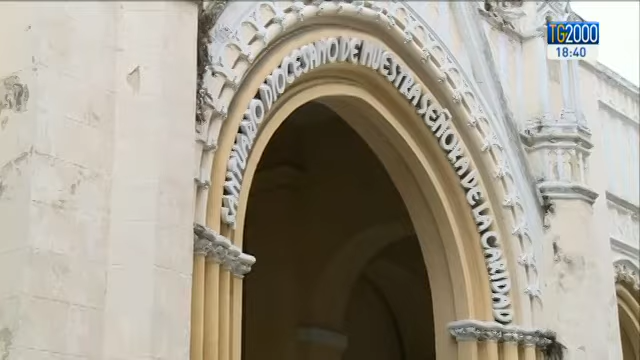 SANTUARIO DIOCESANO DE NUESTRA SEÑORA DE LA CARIDAD
TG2000
18:40